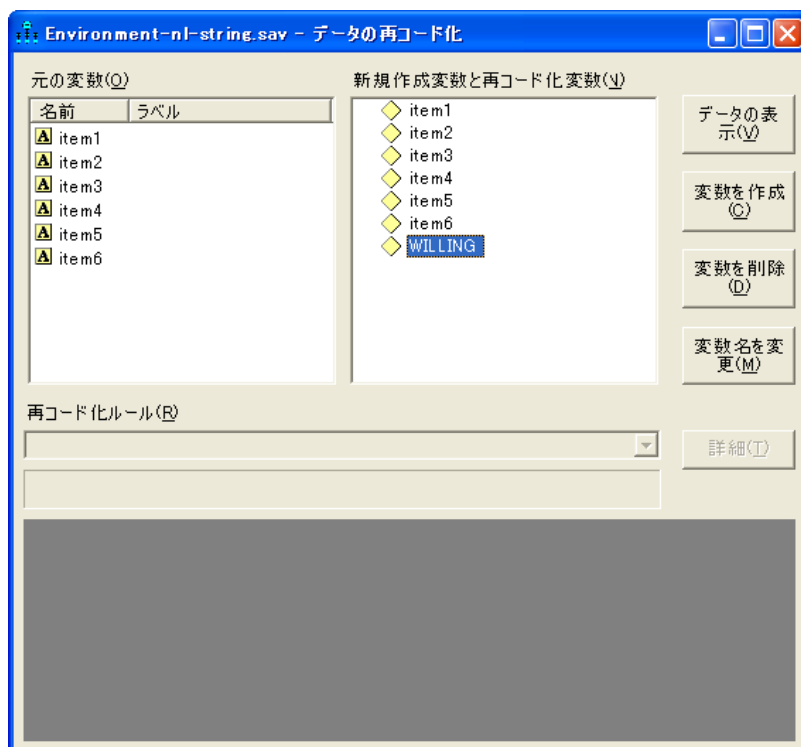 Environment-nl-string.sav - データの再コード化
元の変数(O)
名前 ラベル
A item1
A item2
A item3
A item4
A item5
A item6
新規作成変数と再コード化変数(N)
item1
item2
item3
item4
item5
item6
WILLING
データの表
示(V)
変数を作成
(C)
変数を削除
(D)
変数名を変
更(M)
再コード化ルール(R)
詳細(T)